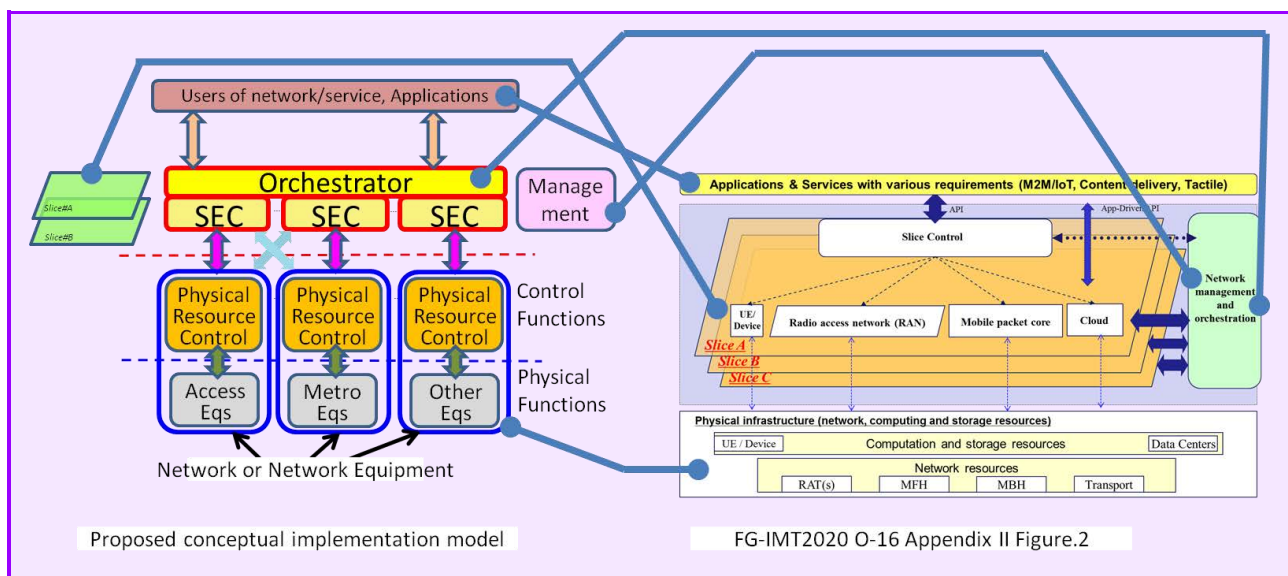 Users of network/service, Applications
Orchestrator
SEC
SEC
SEC
Manage
ment
Slice#A
Slice#B
Physical
Resource
Control
Physical
Resource
Control
Physical
Resource
Control
Control
Functions
Access
Eqs
Metro
Eqs
Other
Eqs
Physical
Functions
Network or Network Equipment
Proposed conceptual implementation model
Applications & Services with various requirements (M2M/IoT, Content delivery, Tactile)
API
Slice Control
Network
management
and
orchestration
UE/
Device
Radio access network (RAN)
Mobile packet core
Cloud
Slice A
Slice B
Slice C
Physical infrastructure (network, computing and storage resources)
UE / Device
Computation and storage resources
Data Centers
Network resources
RAT(s)
MFH
MBH
Transport
FG-IMT2020 O-16 Appendix II Figure.2